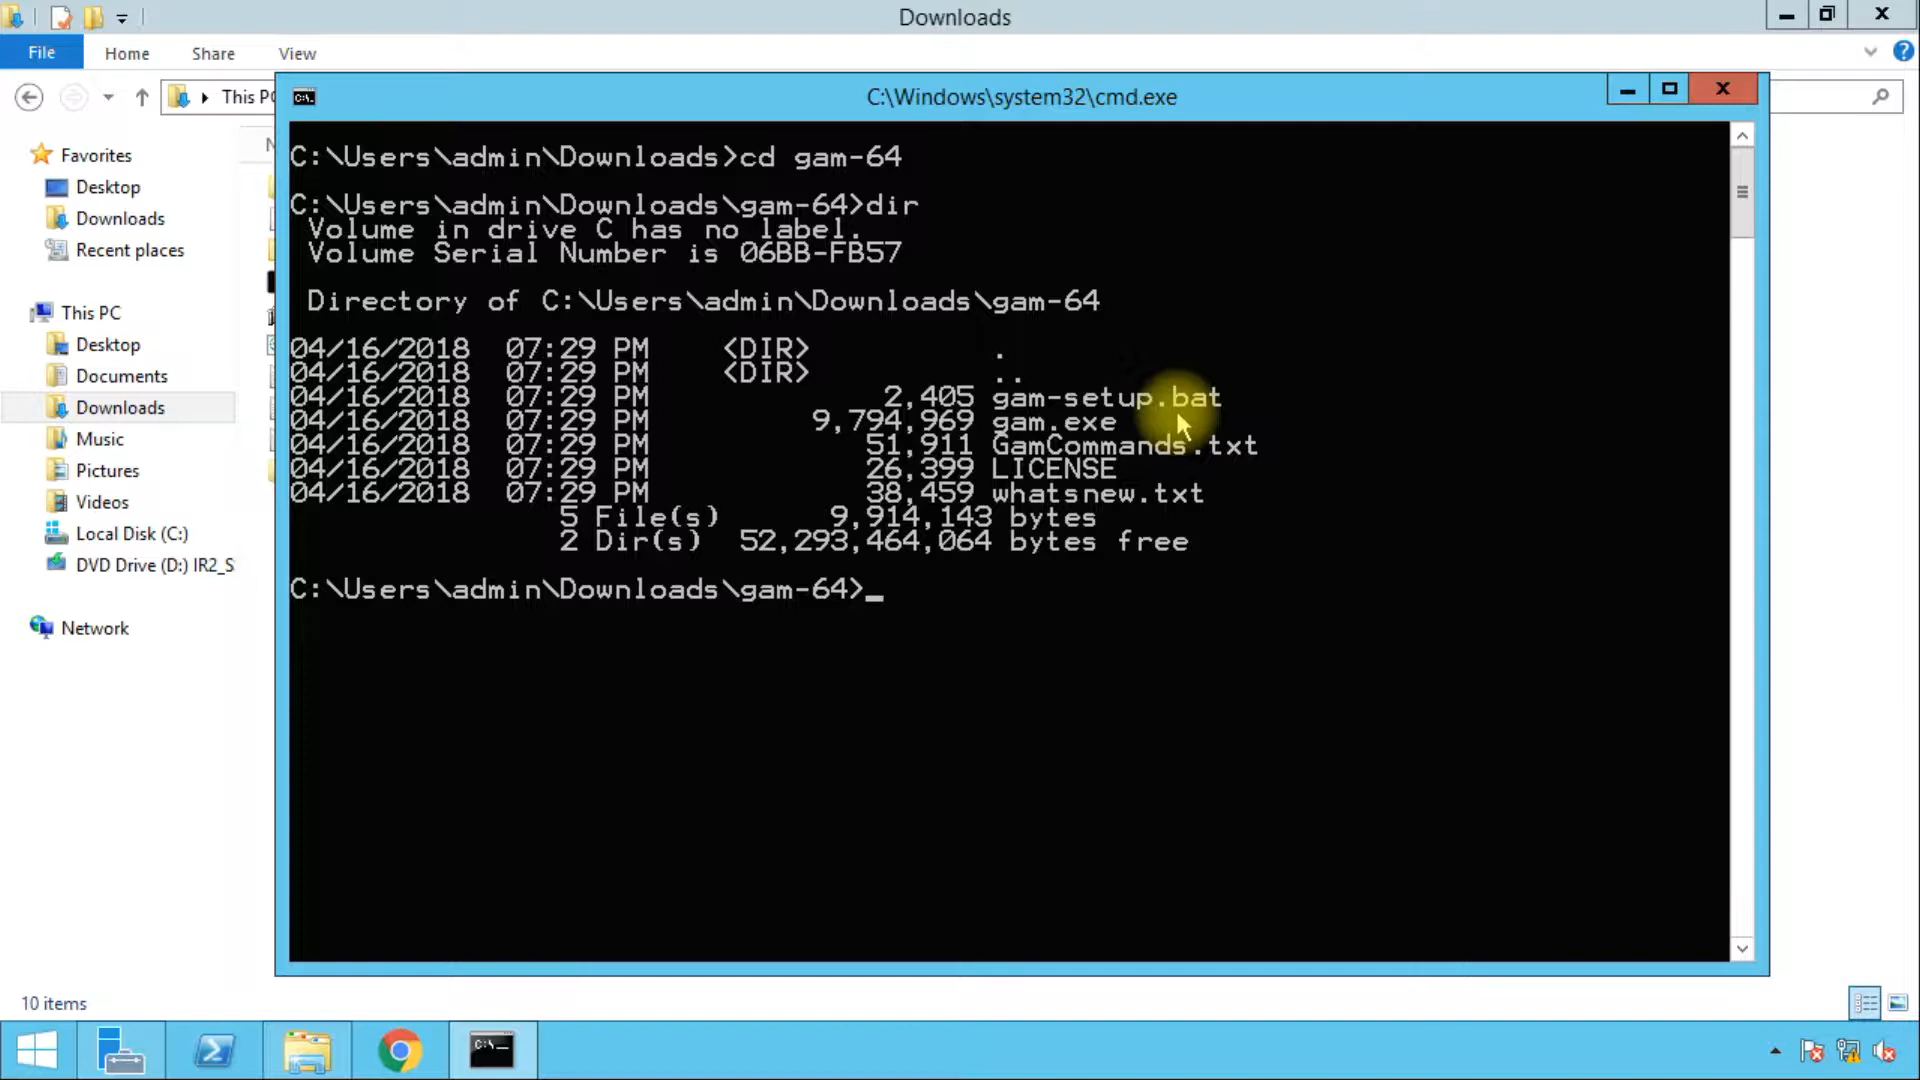 Downloads
File Home Share View
This PC
C:\Windows\system32\cmd.exe
Favorites
Desktop
Downloads
Recent places
This PC
Desktop
Documents
Downloads
Music
Pictures
Videos
Local Disk (C:)
DVD Drive (D:) IR2_S
Network
C:\Users\admin\Downloads>cd gam-64
C:\Users\admin\Downloads\gam-64>dir
Volume in drive C has no label.
Volume Serial Number is 06BB-FB57
Directory of C:\Users\admin\Downloads\gam-64
04/16/2018 07:29 PM <DIR> .
04/16/2018 07:29 PM <DIR> ..
04/16/2018 07:29 PM 2,405 gam-setup.bat
04/16/2018 07:29 PM 9,794,969 gam.exe
04/16/2018 07:29 PM 51,911 GamCommands.txt
04/16/2018 07:29 PM 26,399 LICENSE
04/16/2018 07:29 PM 38,459 whatsnew.txt
5 File(s) 9,914,143 bytes
2 Dir(s) 52,293,464,064 bytes free
C:\Users\admin\Downloads\gam-64>_
10 items